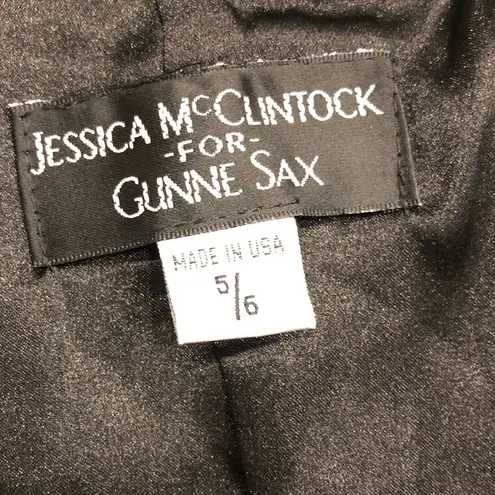 JESSICA MCCLINTOCK
-FOR-
GUNNE SAX
MADE IN USA
5/6